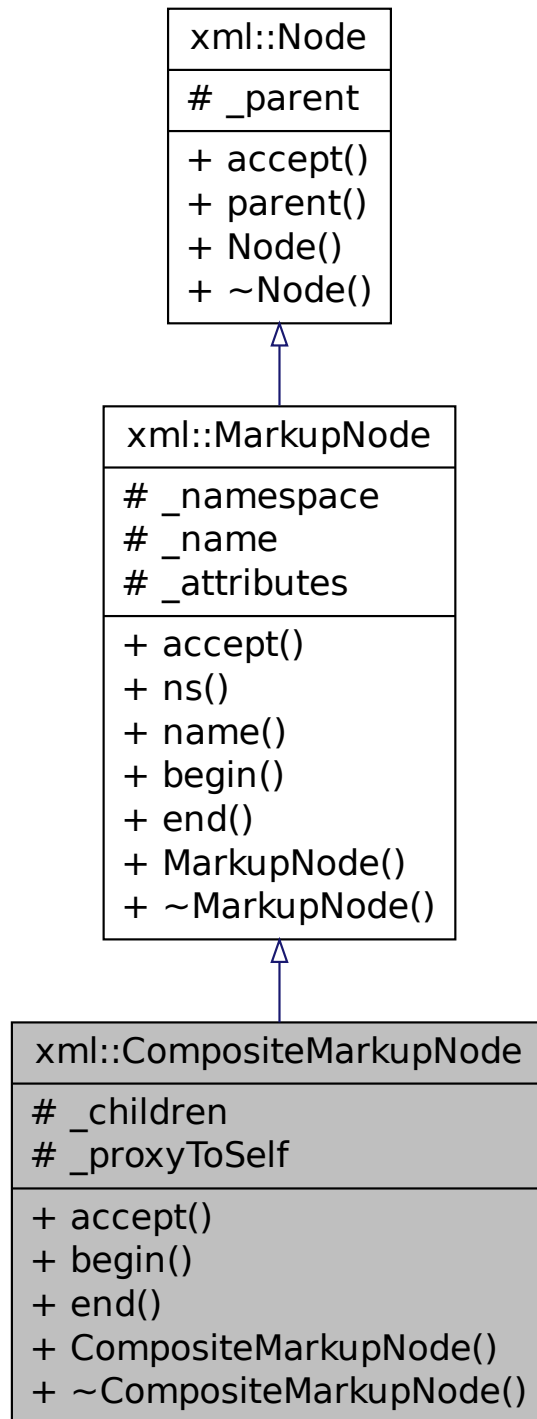 xml::Node
# _parent
+ accept()
+ parent()
+ Node()
+ ~Node()
xml::MarkupNode
# _namespace
# _name
# _attributes
+ accept()
+ ns()
+ name()
+ begin()
+ end()
+ MarkupNode()
+ ~MarkupNode()
xml::CompositeMarkupNode
# _children
# _proxyToSelf
+ accept()
+ begin()
+ end()
+ CompositeMarkupNode()
+ ~CompositeMarkupNode()